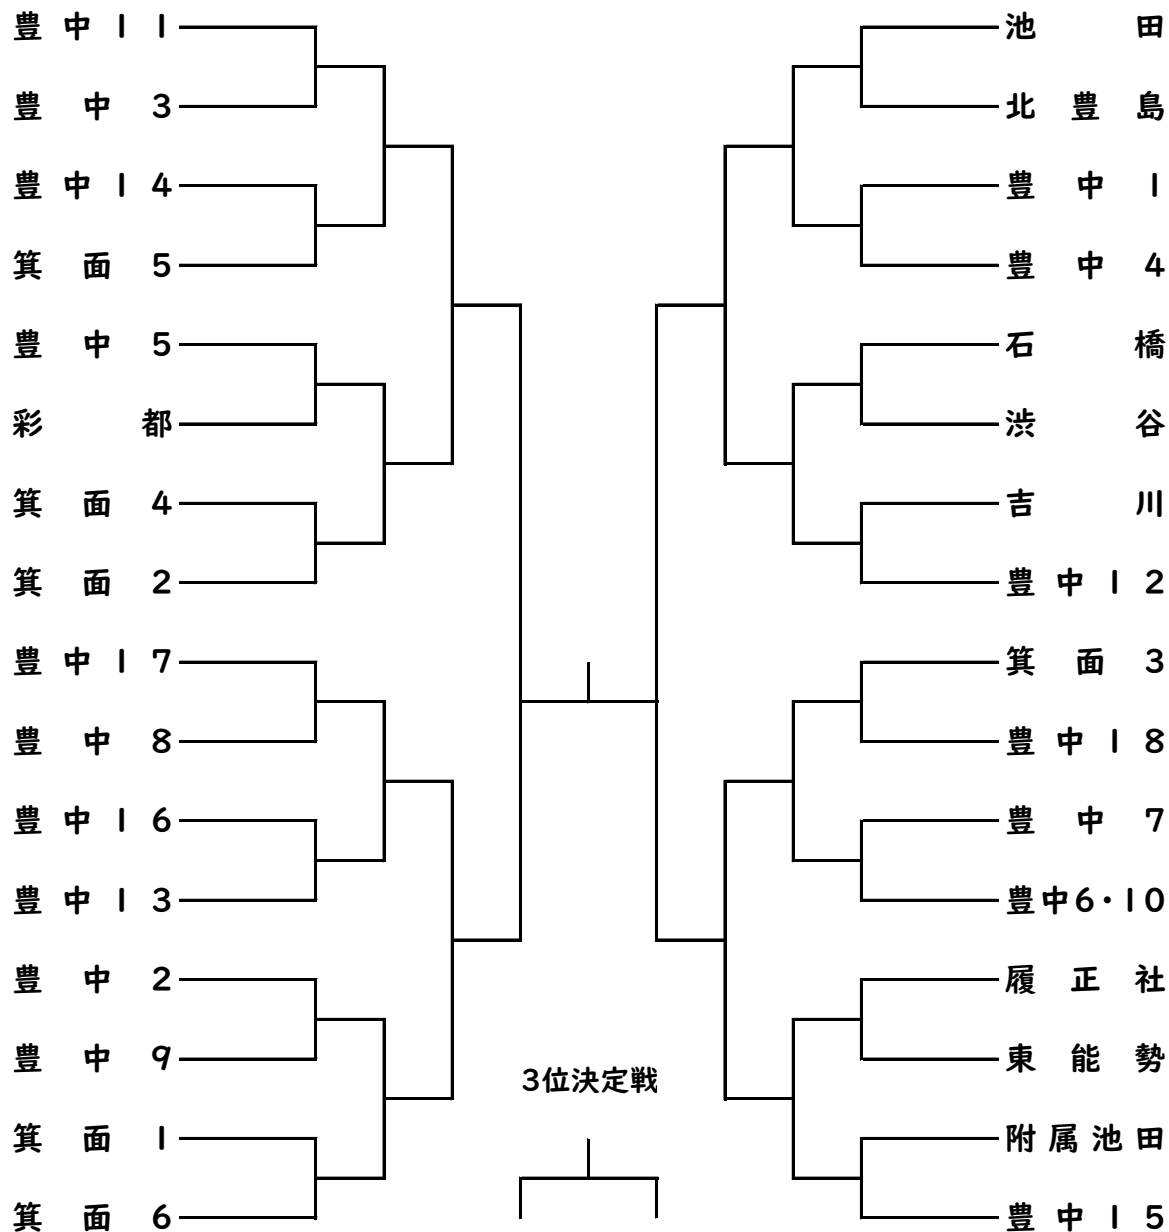 豊中11
豊中3
豊中14
箕面5
豊中5
彩都
箕面4
箕面2
豊中17
豊中8
豊中16
豊中13
豊中2
豊中9
箕面1
箕面6
3位決定戦
池田
北豊島
豊中1
豊中4
石橋
渋谷
吉川
豊中12
箕面3
豊中18
豊中7
豊中6・10
履正社
東能勢
附属池田
豊中15